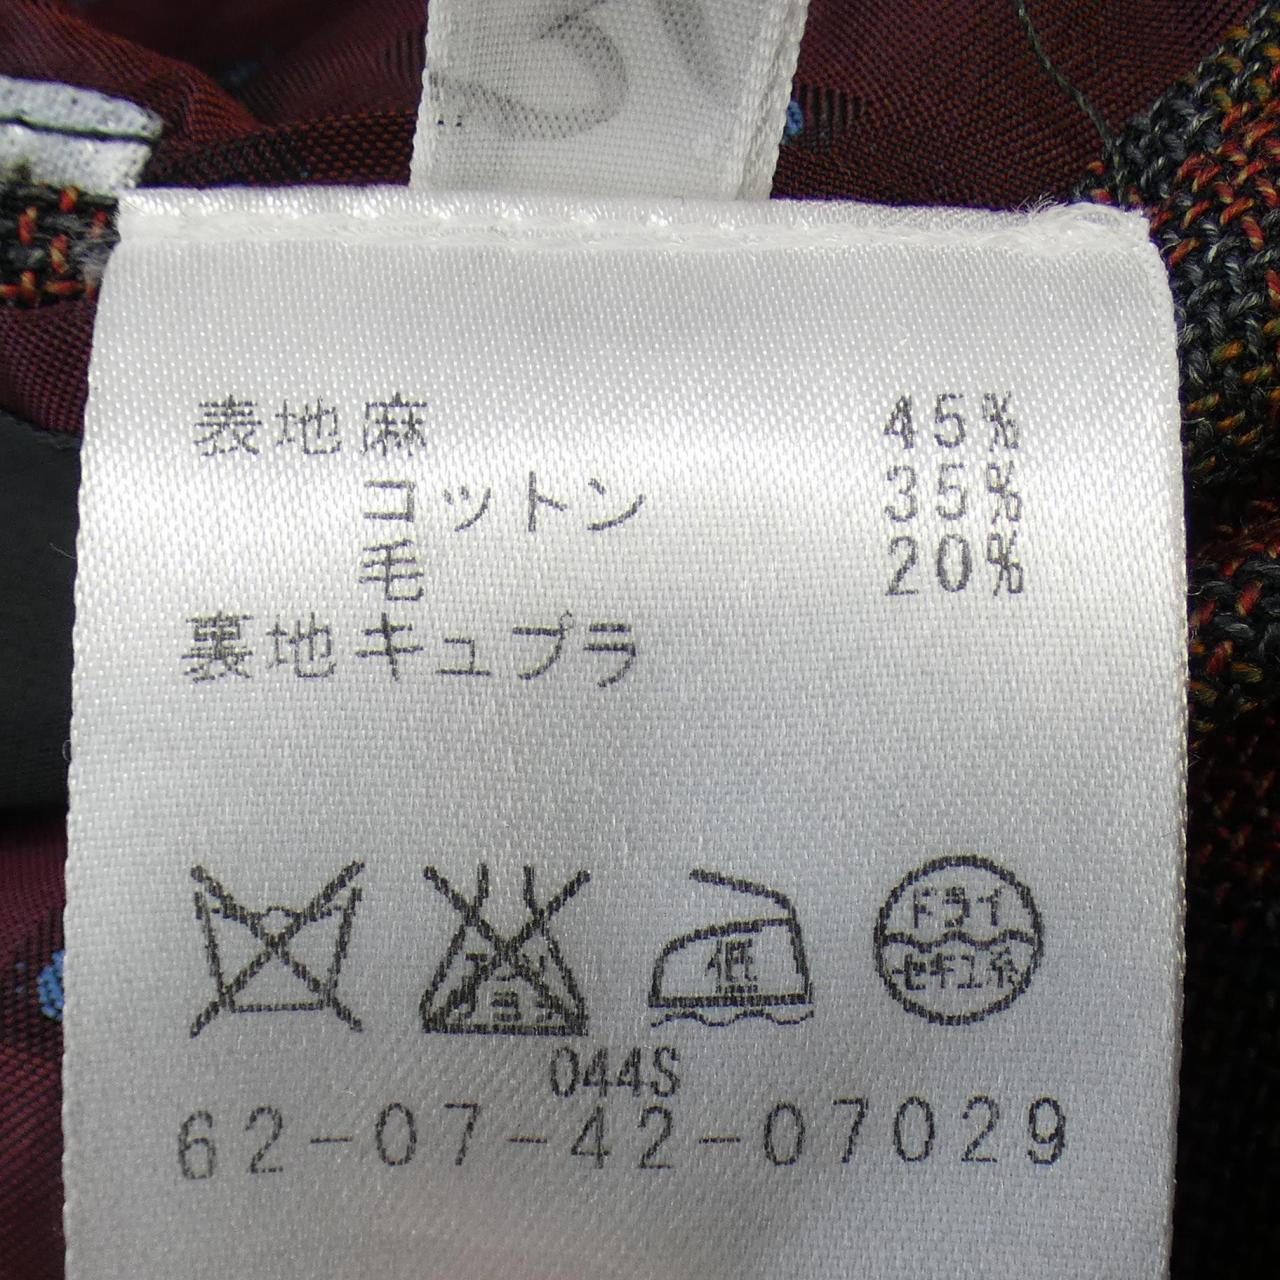 表地 麻 45%
コットン 35%
毛 20%
裏地 キュプラ
低
ドライ
セキユ系
044S
62-07-42-07029